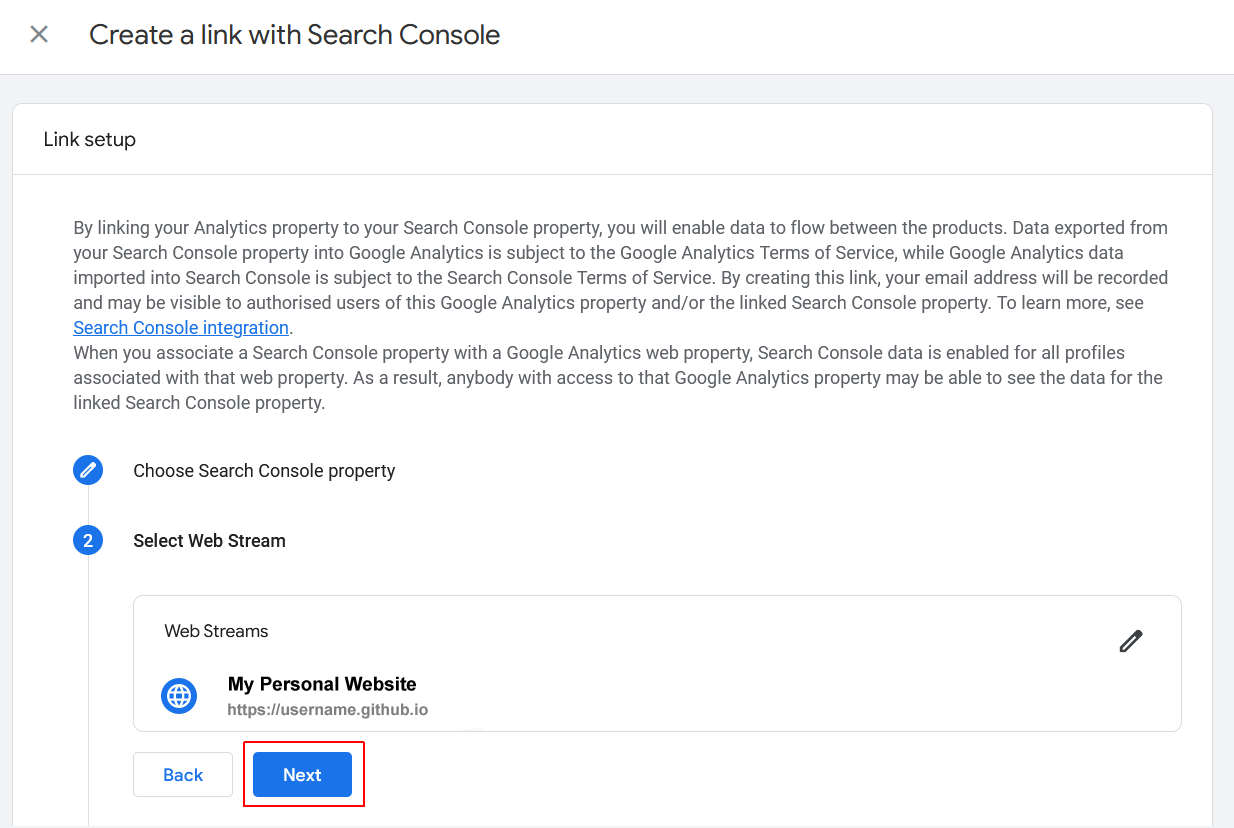 Create a link with Search Console
Link setup
By linking your Analytics property to your Search Console property, you will enable data to flow between the products. Data exported from
your Search Console property into Google Analytics is subject to the Google Analytics Terms of Service, while Google Analytics data
imported into Search Console is subject to the Search Console Terms of Service. By creating this link, your email address will be recorded
and may be visible to authorised users of this Google Analytics property and/or the linked Search Console property. To learn more, see
Search Console integration.
When you associate a Search Console property with a Google Analytics web property, Search Console data is enabled for all profiles
associated with that web property. As a result, anybody with access to that Google Analytics property may be able to see the data for the
linked Search Console property.
Choose Search Console property
2 Select Web Stream
Web Streams
My Personal Website
https://username.github.io
Back Next